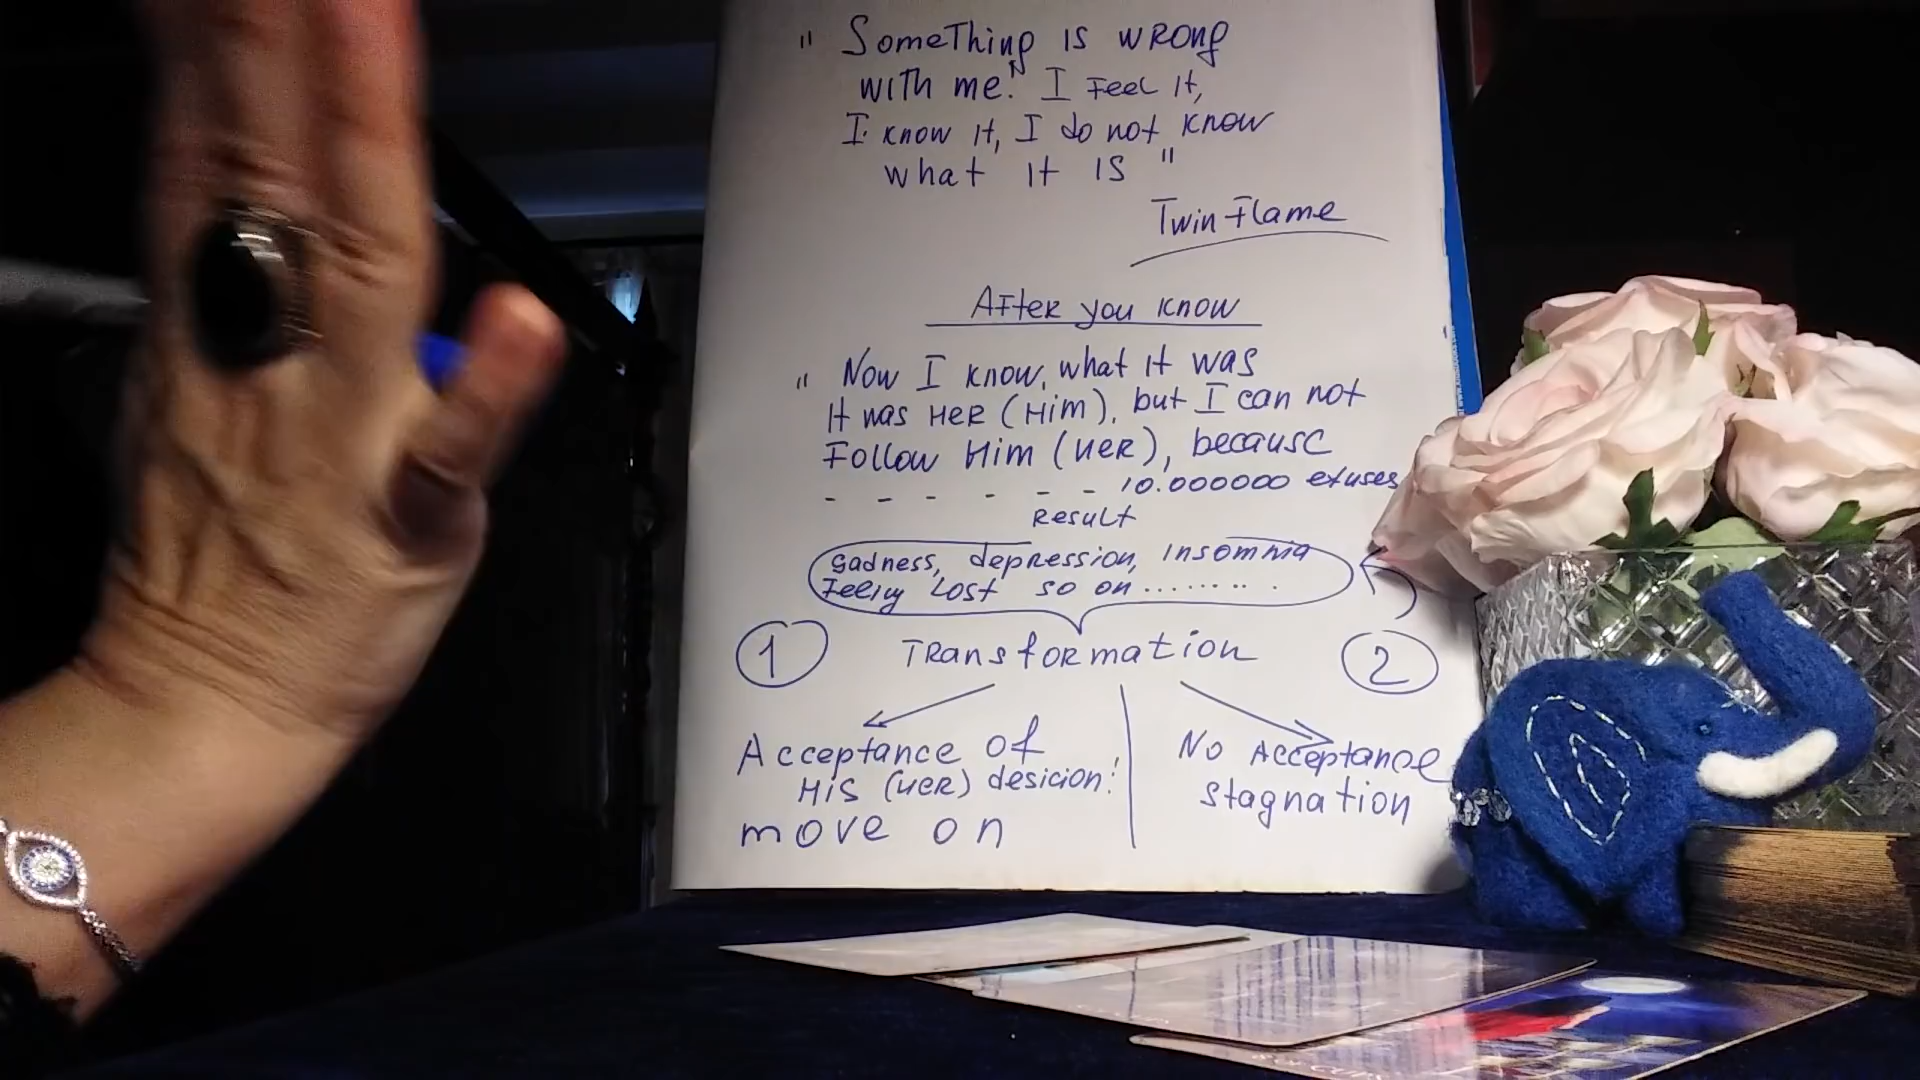 " Something is wrong
with me." I feel it,
I know it, I do not know
what it is "
Twin Flame
After you know
" Now I know, what it was
It was Her (Him), but I can not
Follow Him (Her), because
- - - - - - 10.000000 exuses
Result
Sadness, depression, insomnia
Feeling Lost so on .........
1 Transformation 2
Acceptance of
His (Her) desicion!
move on
No Acceptance
stagnation